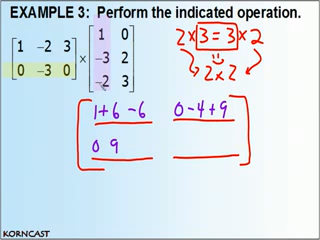 EXAMPLE 3: Perform the indicated operation.
[1 -2 3; 0 -3 0] × [1 0; -3 2; -2 3]
2 × 3 = 3 × 2
2 × 2
1+6 -6 0-4+9
0 9
KORNCAST